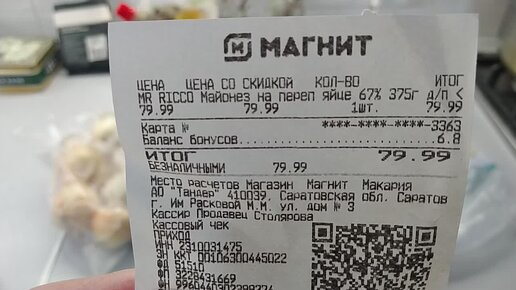 МАГНИТ
ЦЕНА ЦЕНА СО СКИДКОЙ КОЛ-ВО ИТОГ
MR RICCO Майонез на переп яйце 67% 375г д/п <
79.99 79.99 1шт. 79.99
Карта № ****-****-****-3363
Баланс бонусов 6.8
ИТОГ 79.99
БЕЗНАЛИЧНЫМИ 79.99
Место расчетов Магазин Магнит Макария
АО "Тандер" 410039, Саратовская обл. Саратов
г. Им Расковой М.М. ул. дом № 3
Кассир Продавец Столярова
Кассовый чек
ПРИХОД
ИНН 2310031475
ЗН ККТ 00106300445022
ФД 51510